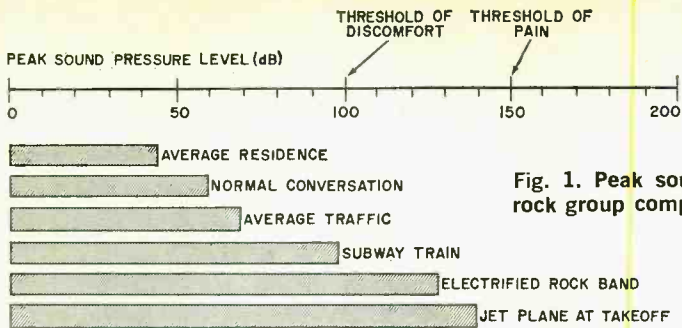 THRESHOLD OF DISCOMFORT
THRESHOLD OF PAIN
PEAK SOUND PRESSURE LEVEL (dB)
0 50 100 150 200
AVERAGE RESIDENCE
NORMAL CONVERSATION
Fig. 1. Peak sou
rock group comp
AVERAGE TRAFFIC
SUBWAY TRAIN
ELECTRIFIED ROCK BAND
JET PLANE AT TAKEOFF